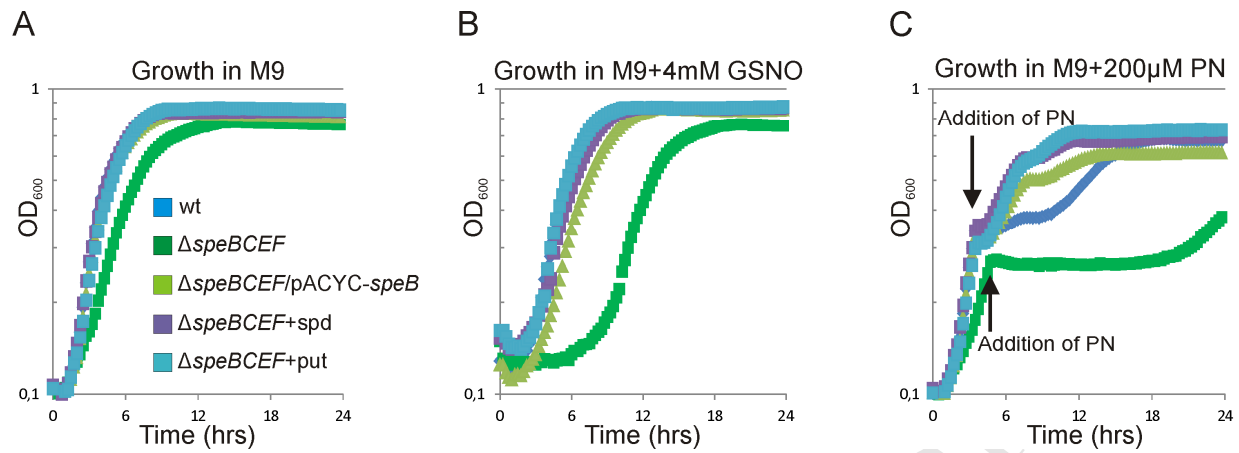 A
Growth in M9
1
0,1
OD600
0
6
12
18
24
Time (hrs)
wt
ΔspeBCEF
ΔspeBCEF/pACYC-speB
ΔspeBCEF+spd
ΔspeBCEF+put
B
Growth in M9+4mM GSNO
1
0,1
OD600
0
6
12
18
24
Time (hrs)
C
Growth in M9+200µM PN
1
0,1
OD600
Addition of PN
Addition of PN
0
6
12
18
24
Time (hrs)